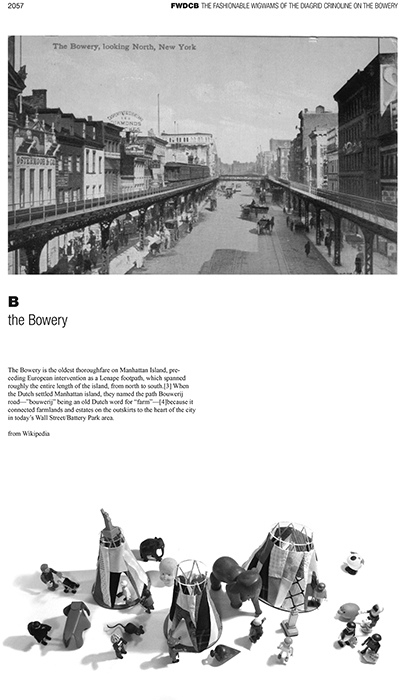 2057
FWDCB THE FASHIONABLE WIGWAMS OF THE DIAGRID CRINOLINE ON THE BOWERY
The Bowery, looking North, New York
B
the Bowery
The Bowery is the oldest thoroughfare on Manhattan Island, pre-
ceding European intervention as a Lenape footpath, which spanned
roughly the entire length of the island, from north to south.[3] When
the Dutch settled Manhattan island, they named the path Bouwerij
road—"bouwerij" being an old Dutch word for "farm"—[4]because it
connected farmlands and estates on the outskirts to the heart of the city
in today's Wall Street/Battery Park area.
from Wikipedia